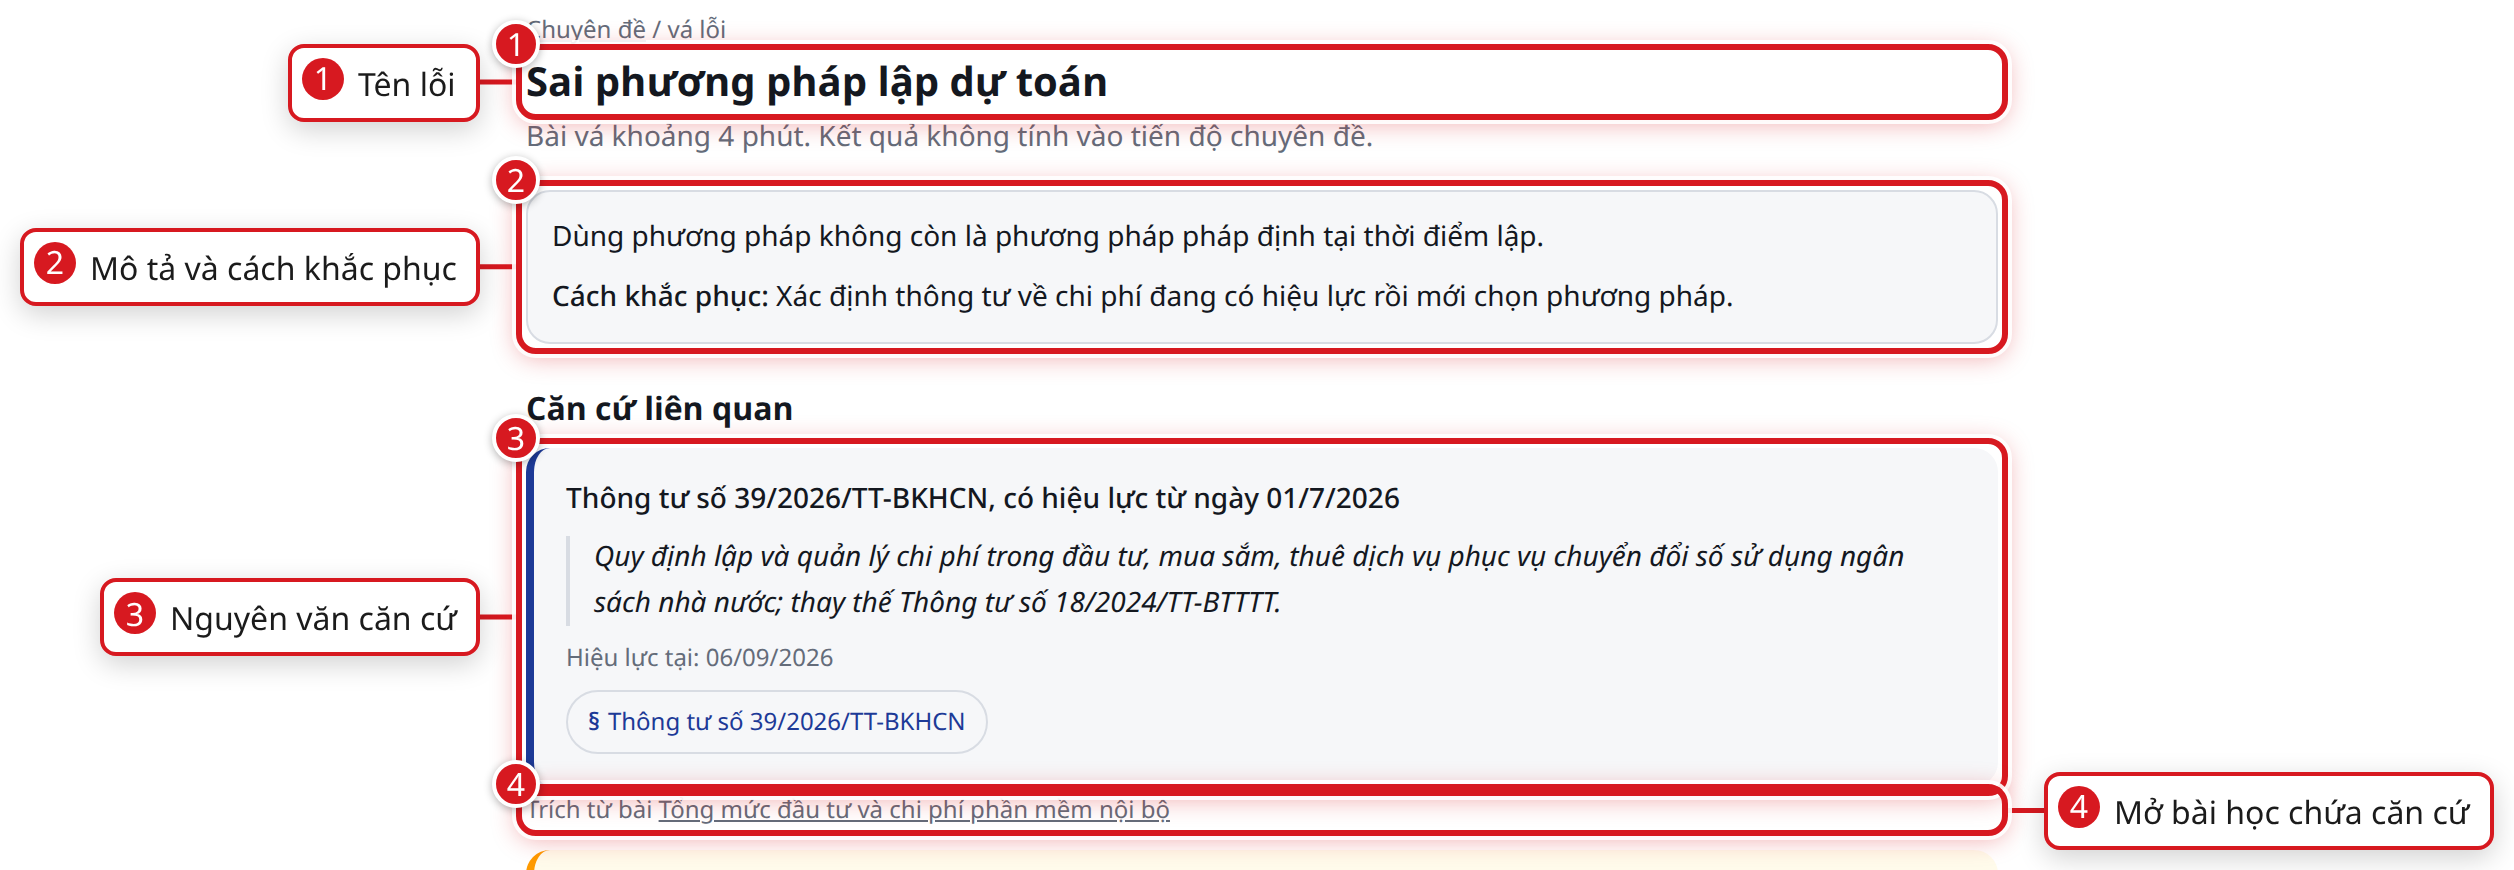 Chuyên đề / vá lỗi
1
1 Tên lỗi
Sai phương pháp lập dự toán
Bài vá khoảng 4 phút. Kết quả không tính vào tiến độ chuyên đề.
2
Dùng phương pháp không còn là phương pháp pháp định tại thời điểm lập.
2 Mô tả và cách khắc phục
Cách khắc phục: Xác định thông tư về chi phí đang có hiệu lực rồi mới chọn phương pháp.
Căn cứ liên quan
3
Thông tư số 39/2026/TT-BKHCN, có hiệu lực từ ngày 01/7/2026
Quy định lập và quản lý chi phí trong đầu tư, mua sắm, thuê dịch vụ phục vụ chuyển đổi số sử dụng ngân
sách nhà nước; thay thế Thông tư số 18/2024/TT-BTTTT.
3 Nguyên văn căn cứ
Hiệu lực tại: 06/09/2026
§ Thông tư số 39/2026/TT-BKHCN
4
Trích từ bài Tổng mức đầu tư và chi phí phần mềm nội bộ
4 Mở bài học chứa căn cứ